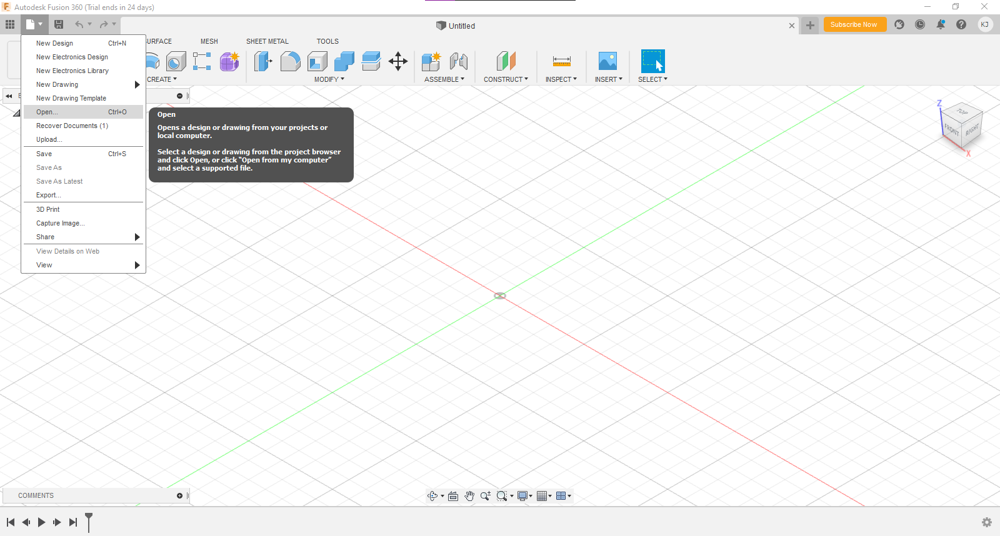 Autodesk Fusion 360 (Trial ends in 24 days)
Untitled
Subscribe Now
KJ
New Design Ctrl+N
New Electronics Design
New Electronics Library
New Drawing
New Drawing Template
Open... Ctrl+O
Recover Documents (1)
Upload...
Save Ctrl+S
Save As
Save As Latest
Export...
3D Print
Capture Image...
Share
View Details on Web
View
URFACE MESH SHEET METAL TOOLS
CREATE MODIFY ASSEMBLE CONSTRUCT INSPECT INSERT SELECT
Open
Opens a design or drawing from your projects or
local computer.
Select a design or drawing from the project browser
and click Open, or click “Open from my computer”
and select a supported file.
Z
TOP
FRONT RIGHT
X
COMMENTS